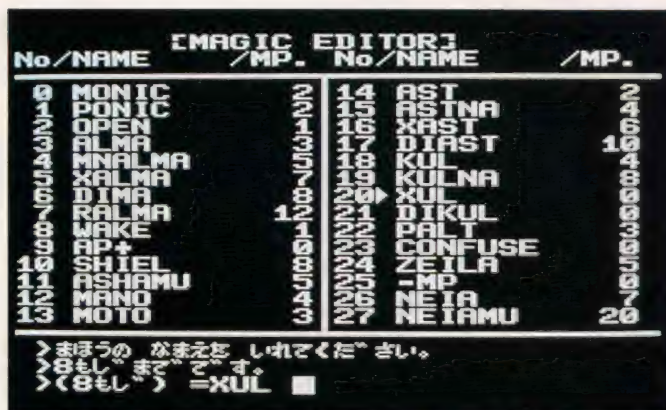 [MAGIC EDITOR]
No/NAME /MP. No/NAME /MP.
0 MONIC 2 14 AST 2
1 PONIC 2 15 ASTNA 4
2 OPEN 1 16 XAST 6
3 ALMA 3 17 DIAST 10
4 MNALMA 5 18 KUL 4
5 XALMA 7 19 KULNA 8
6 DIMA 8 20▶XUL 0
7 RALMA 12 21 DIKUL 0
8 WAKE 1 22 PALT 3
9 AP+ 0 23 CONFUSE 0
10 SHIEL 8 24 ZEILA 5
11 ASHAMU 5 25 -MP 0
12 MANO 4 26 NEIA 7
13 MOTO 3 27 NEIAMU 20
>まほうの なまえを いれてください。
>8もじまでです。
>(8もじ) =XUL